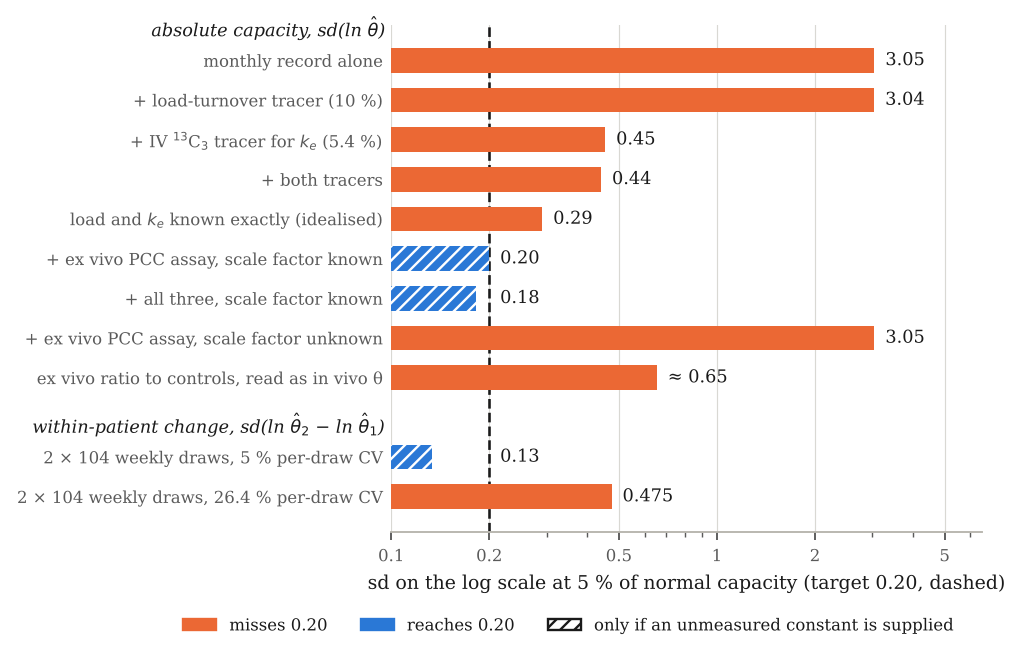 absolute capacity, sd(ln θ̂)
monthly record alone 3.05
+ load-turnover tracer (10 %) 3.04
+ IV ¹³C₃ tracer for kₑ (5.4 %) 0.45
+ both tracers 0.44
load and kₑ known exactly (idealised) 0.29
+ ex vivo PCC assay, scale factor known 0.20
+ all three, scale factor known 0.18
+ ex vivo PCC assay, scale factor unknown 3.05
ex vivo ratio to controls, read as in vivo θ ≈ 0.65
within-patient change, sd(ln θ̂₂ − ln θ̂₁)
2 × 104 weekly draws, 5 % per-draw CV 0.13
2 × 104 weekly draws, 26.4 % per-draw CV 0.475
0.1 0.2 0.5 1 2 5
sd on the log scale at 5 % of normal capacity (target 0.20, dashed)
misses 0.20 reaches 0.20 only if an unmeasured constant is supplied